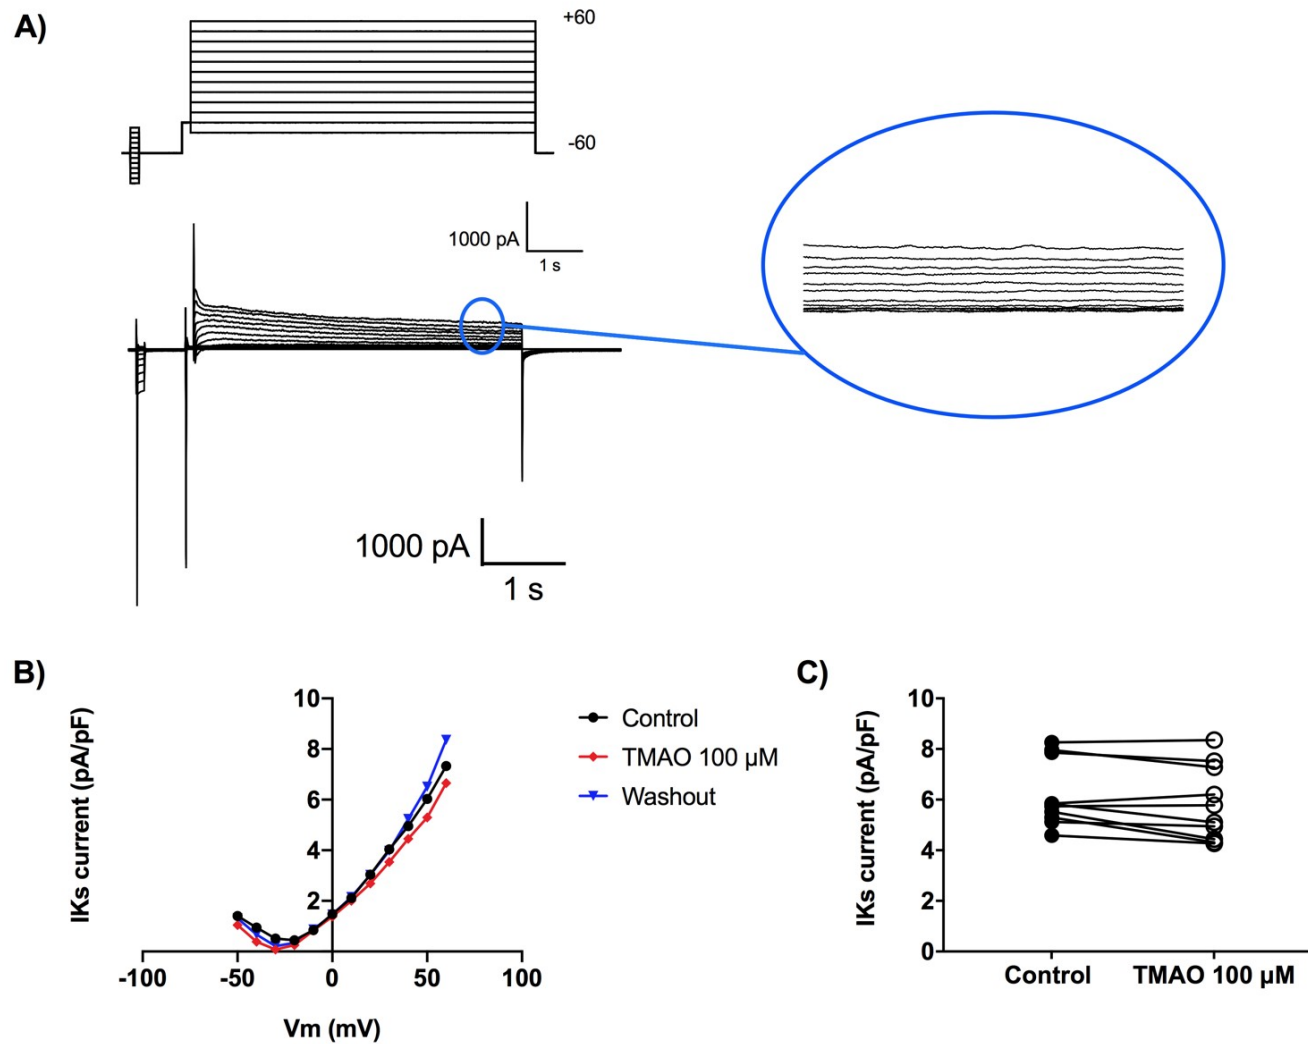 A)
+60
-60
1000 pA
1 s
1000 pA
1 s
B)
IKs current (pA/pF)
10
8
6
4
2
-100
-50
0
50
100
Vm (mV)
Control
TMAO 100 µM
Washout
C)
IKs current (pA/pF)
10
8
6
4
2
0
Control
TMAO 100 µM